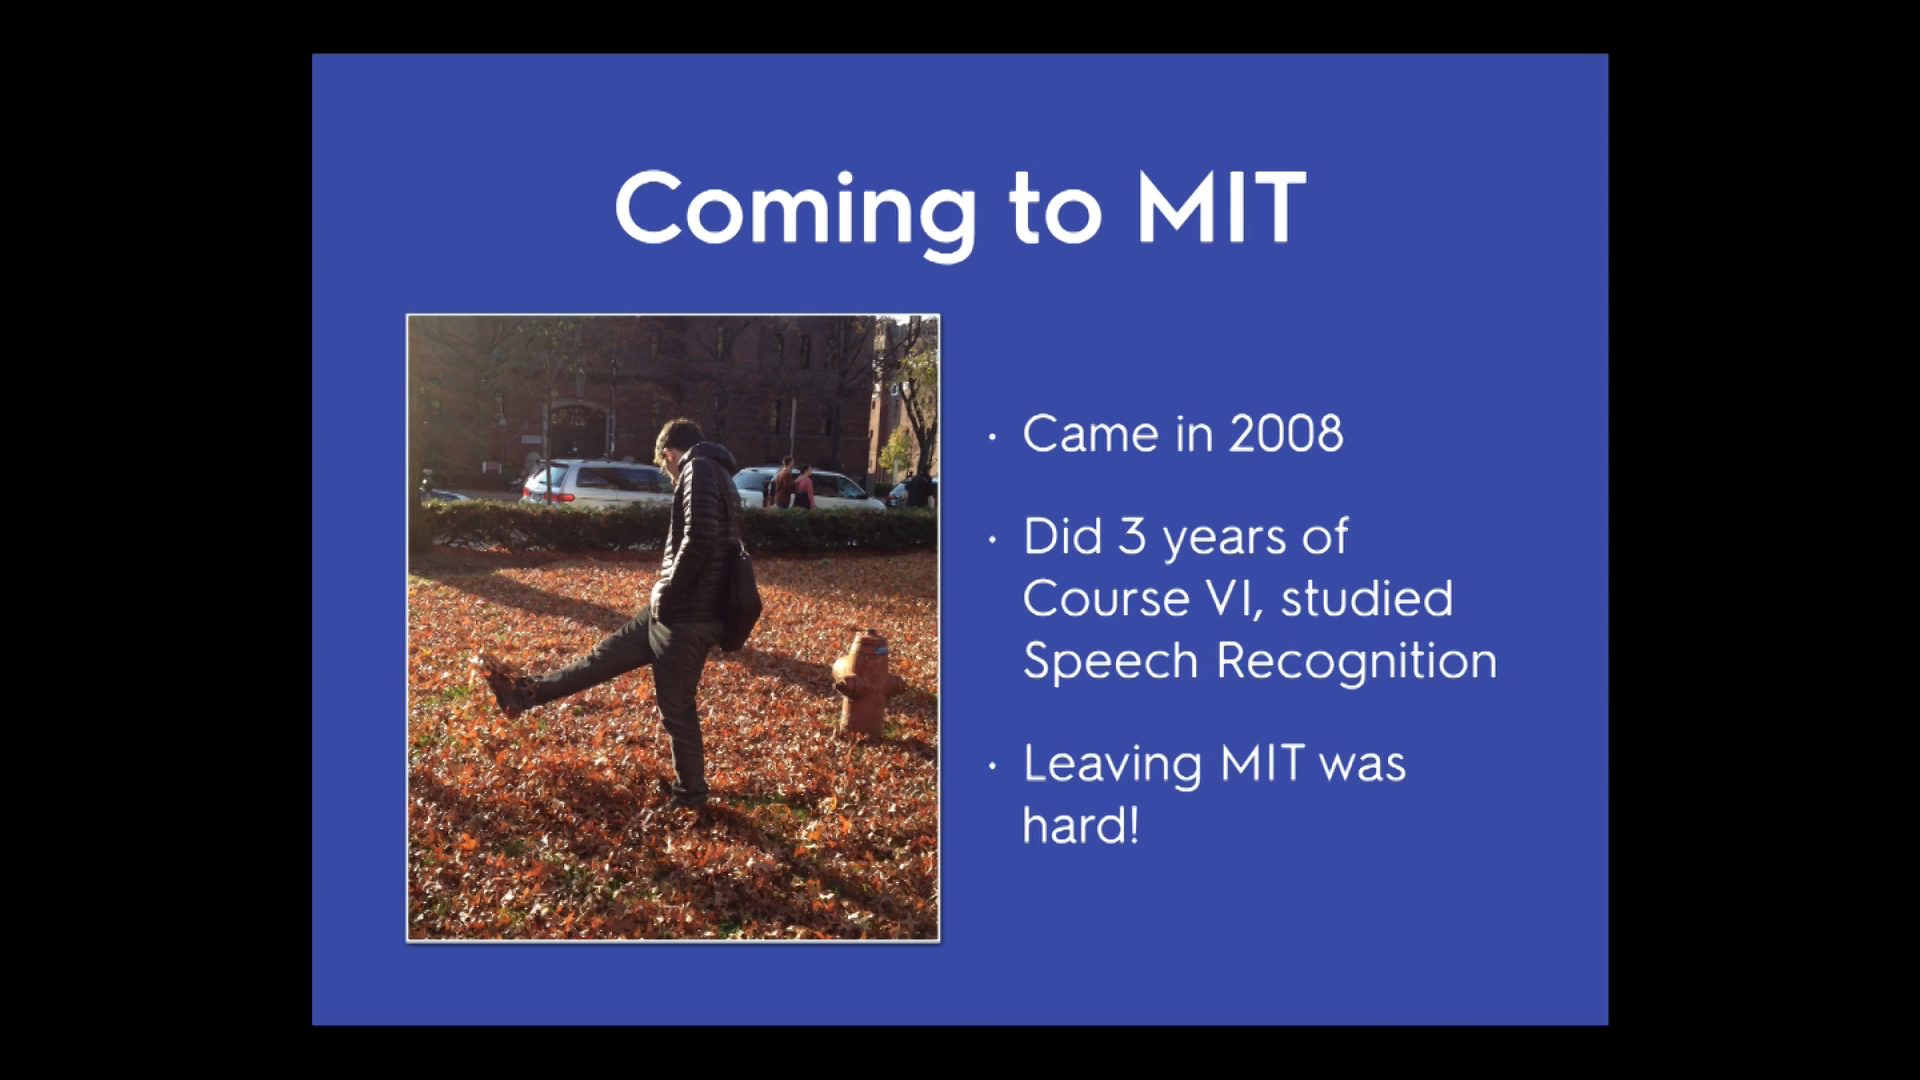 Coming to MIT
· Came in 2008
· Did 3 years of
Course VI, studied
Speech Recognition
· Leaving MIT was
hard!